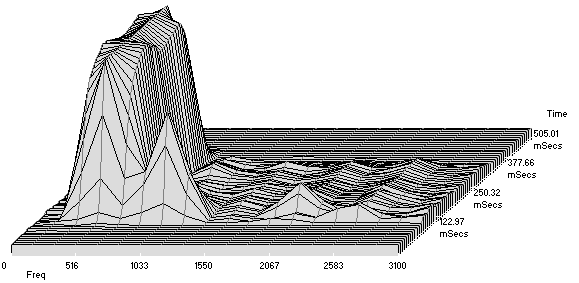 Time
505.01
mSecs
377.66
mSecs
250.32
mSecs
122.97
mSecs
0 516 1033 1550 2067 2583 3100
Freq